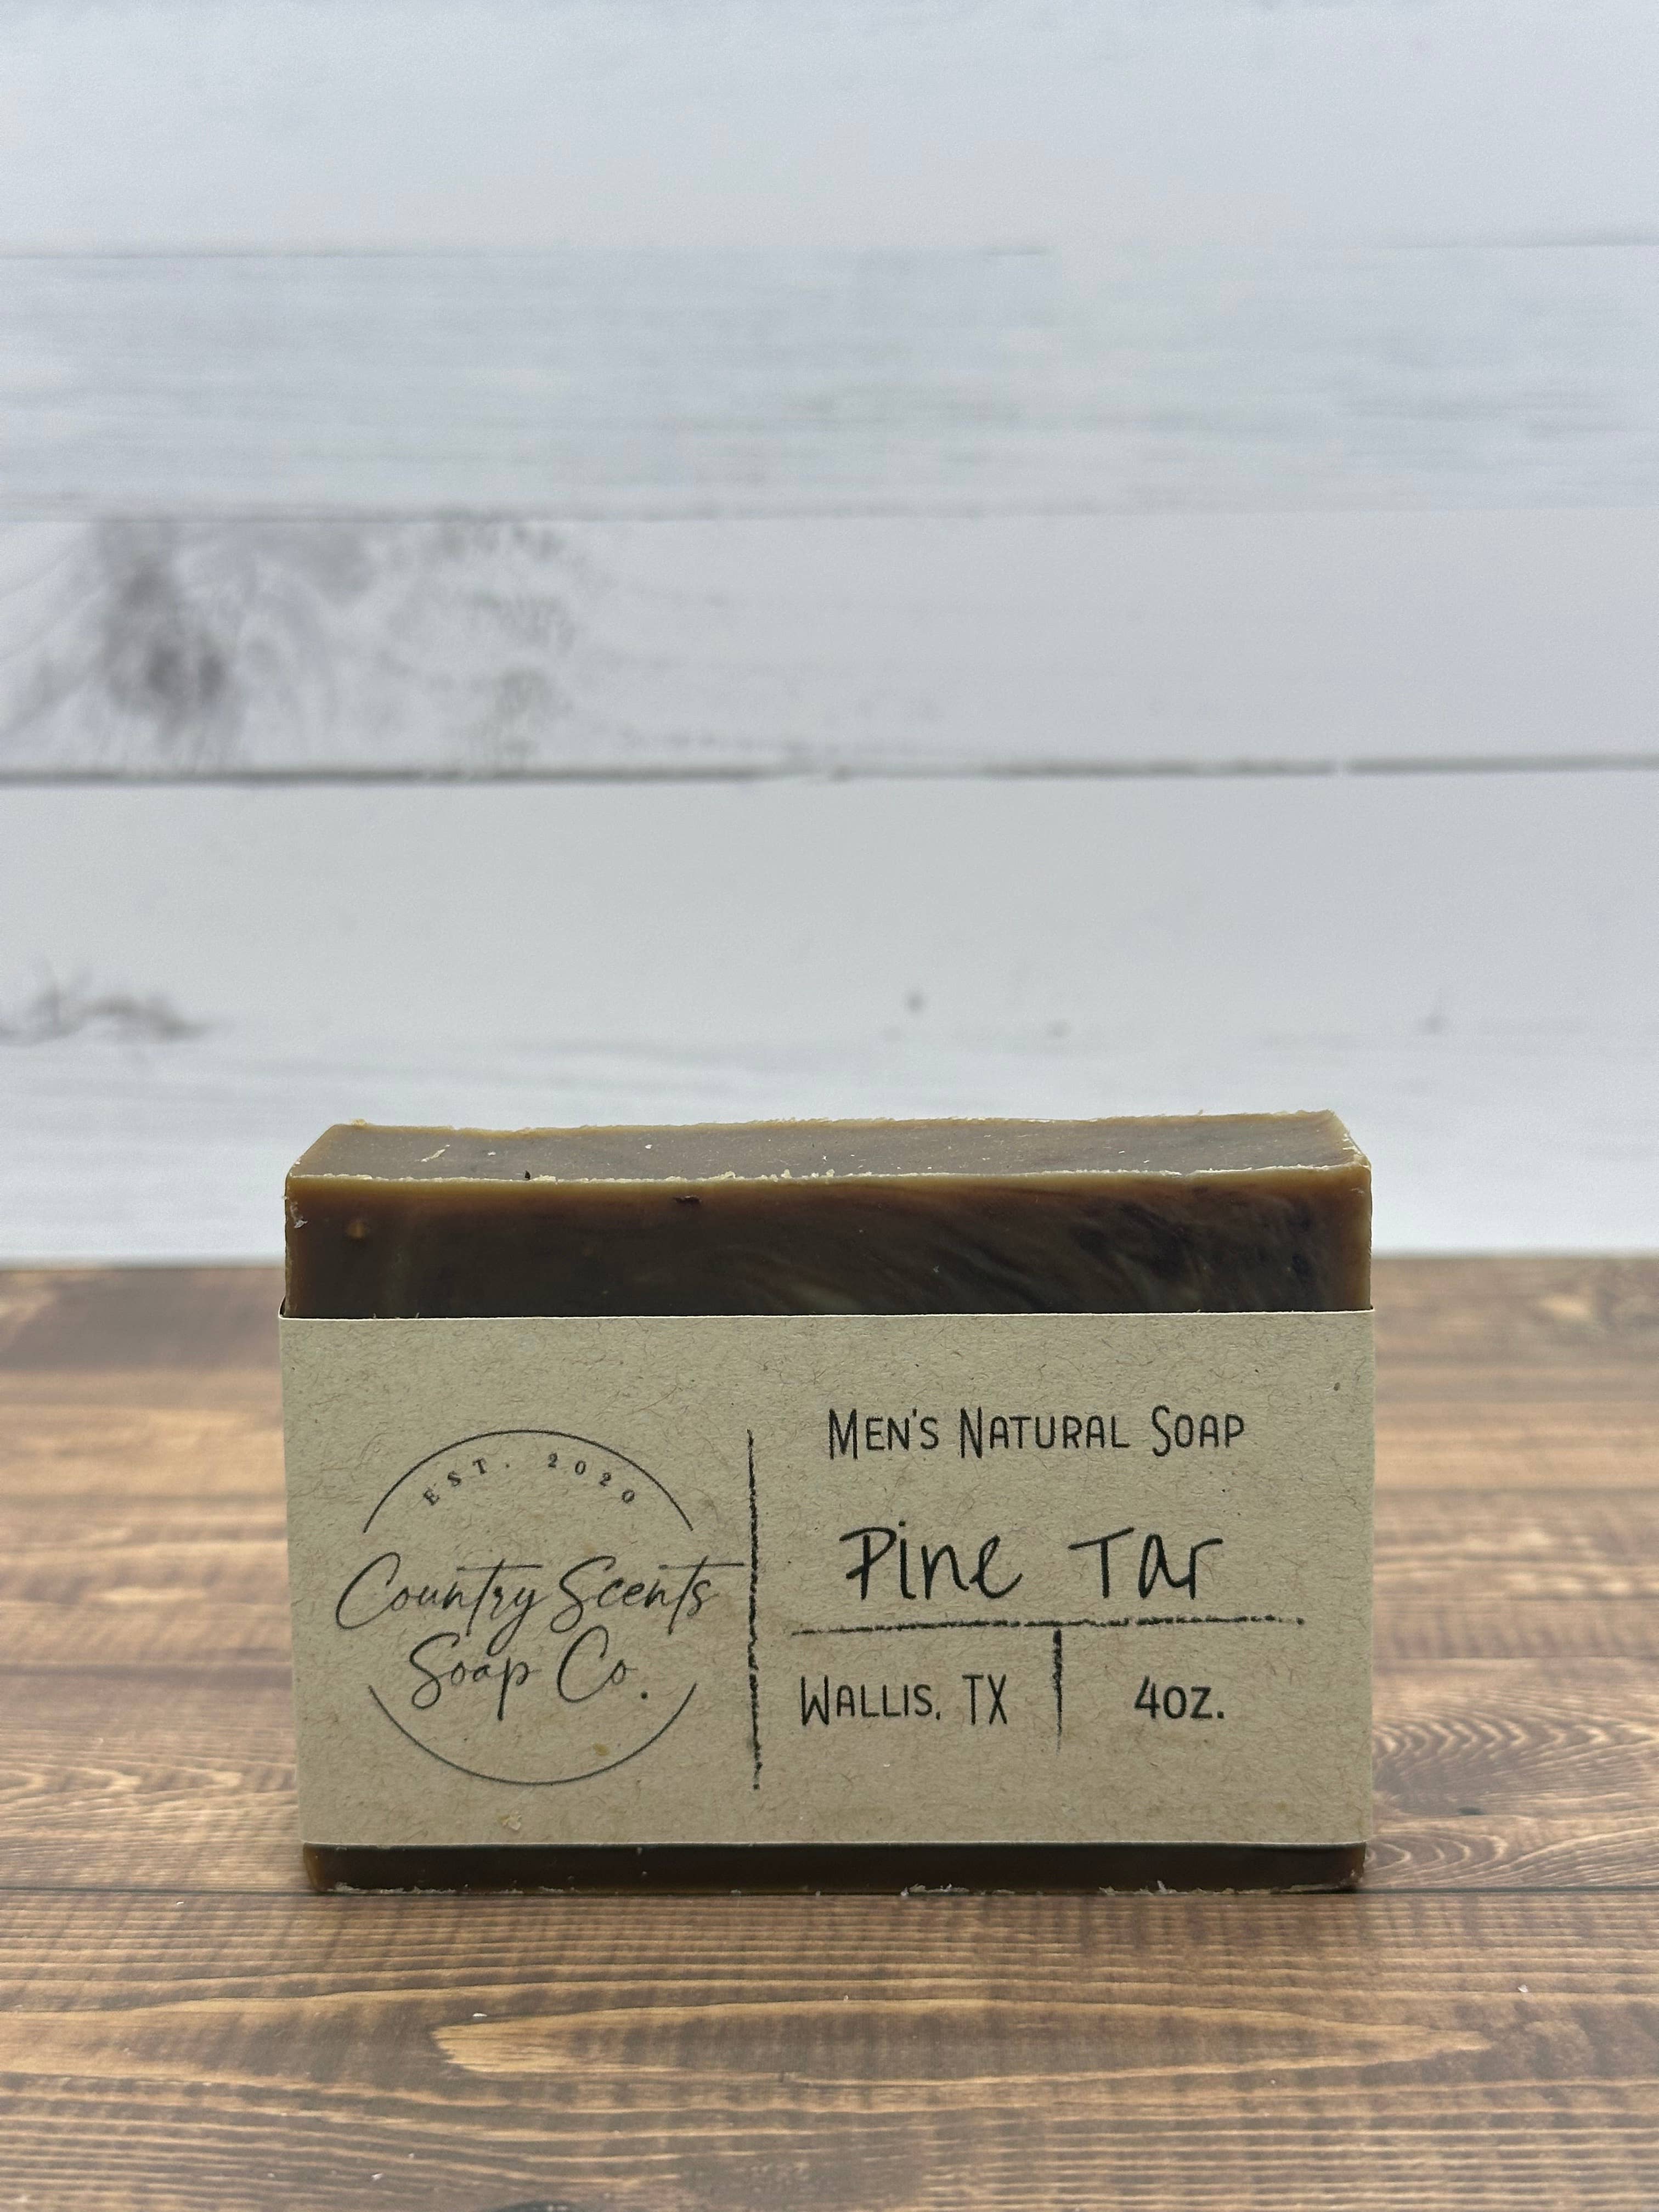 EST. 2020
Country Scents
Soap Co.
Men's Natural Soap
Pine Tar
Wallis, TX
4oz.